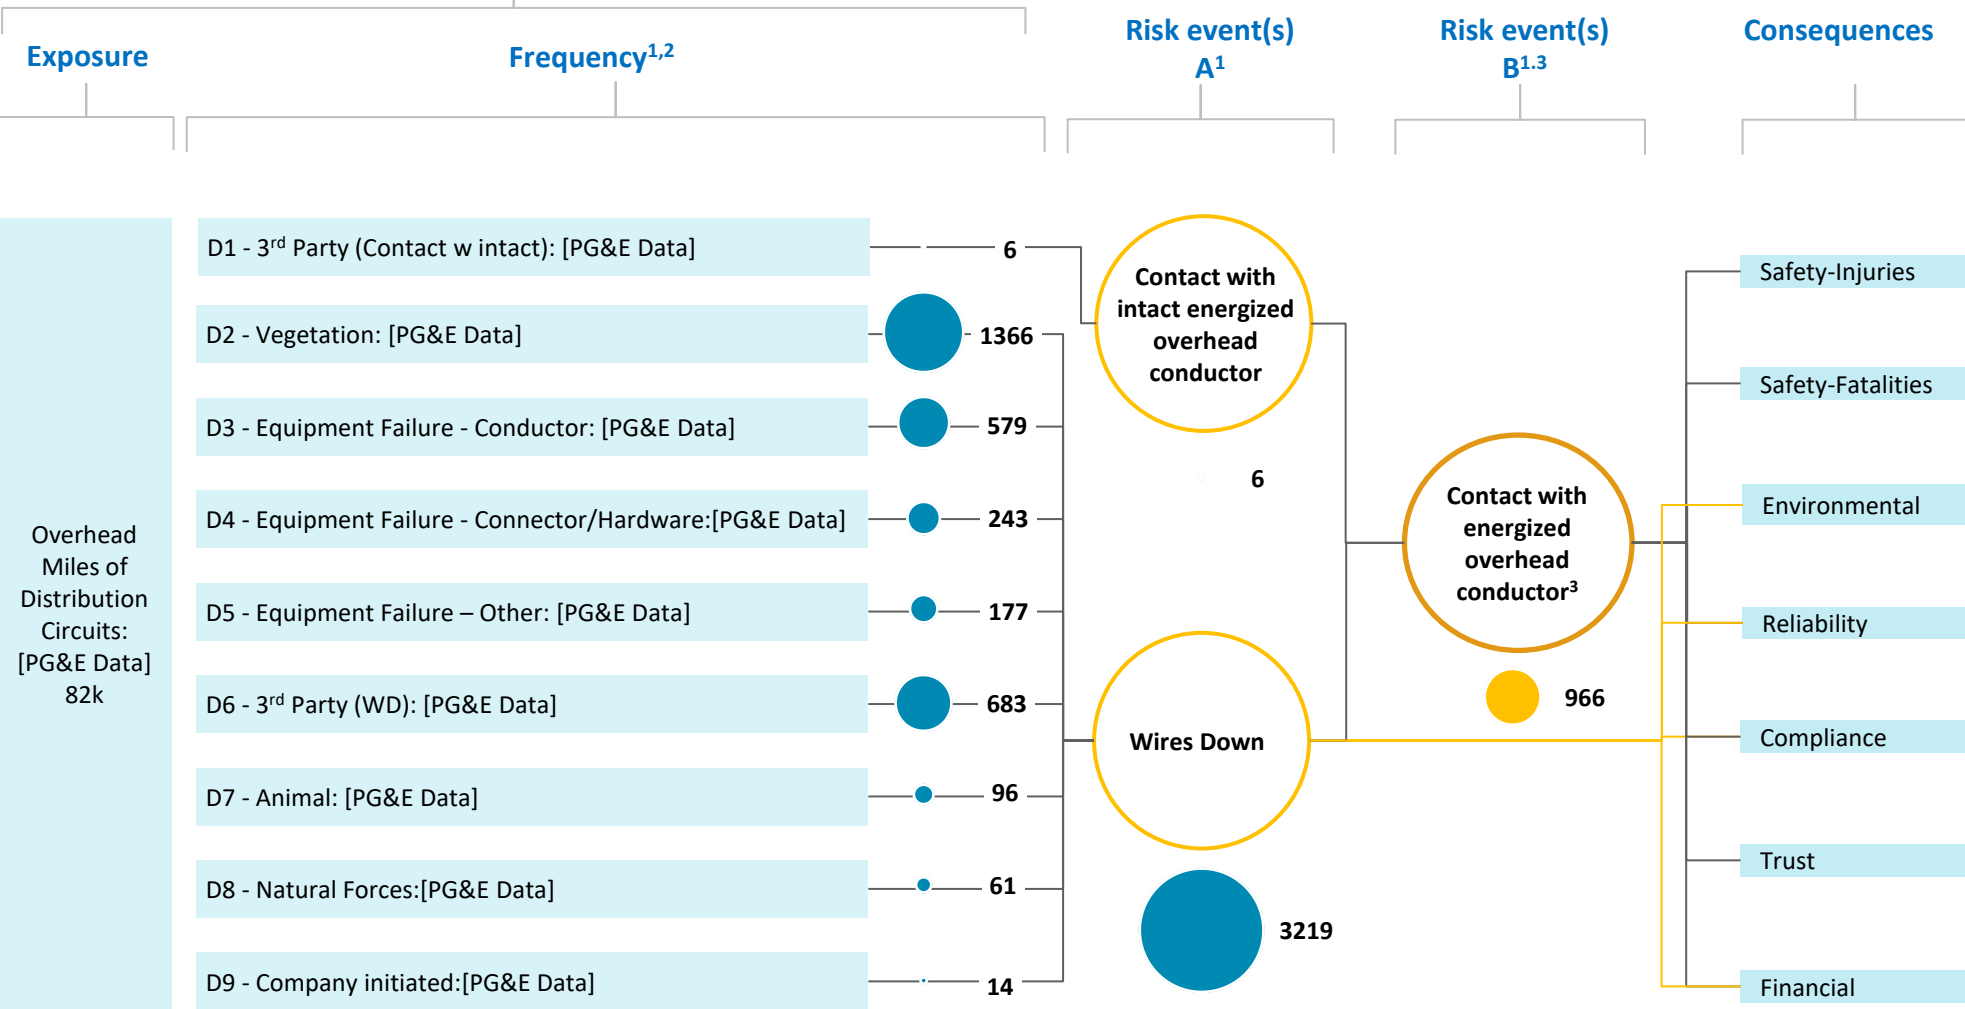 Exposure
Frequency1,2
Risk event(s)
A1
Risk event(s)
B1.3
Consequences
Overhead
Miles of
Distribution
Circuits:
[PG&E Data]
82k
D1 - 3rd Party (Contact w intact): [PG&E Data]
6
D2 - Vegetation: [PG&E Data]
1366
D3 - Equipment Failure - Conductor: [PG&E Data]
579
D4 - Equipment Failure - Connector/Hardware:[PG&E Data]
243
D5 - Equipment Failure – Other: [PG&E Data]
177
D6 - 3rd Party (WD): [PG&E Data]
683
D7 - Animal: [PG&E Data]
96
D8 - Natural Forces:[PG&E Data]
61
D9 - Company initiated:[PG&E Data]
14
Contact with
intact energized
overhead
conductor
6
Wires Down
3219
Contact with
energized
overhead
conductor3
966
Safety-Injuries
Safety-Fatalities
Environmental
Reliability
Compliance
Trust
Financial